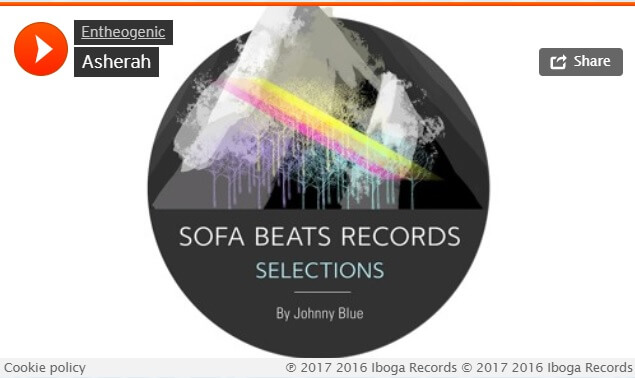 Entheogenic
Asherah
Share
SOFA BEATS RECORDS
SELECTIONS
By Johnny Blue
Cookie policy
℗ 2017 2016 Iboga Records © 2017 2016 Iboga Records